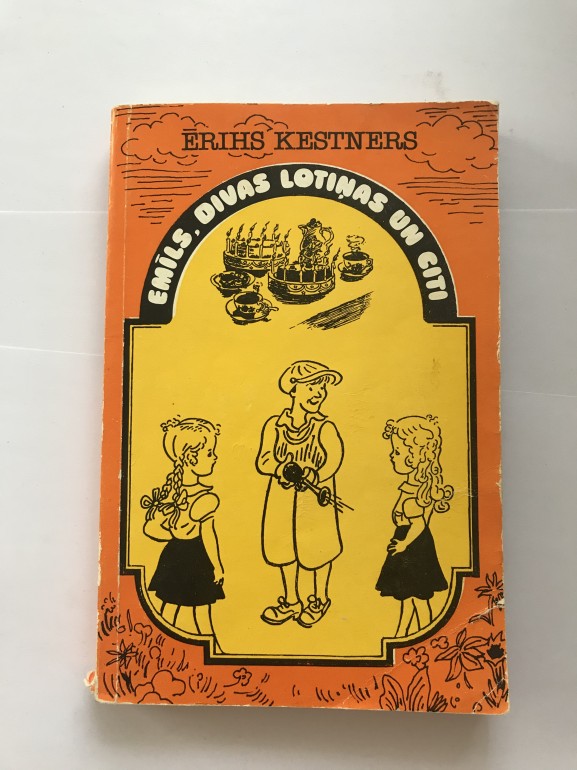 ĒRIHS KESTNERS
EMĪLS, DIVAS LOTIŅAS UN CITI